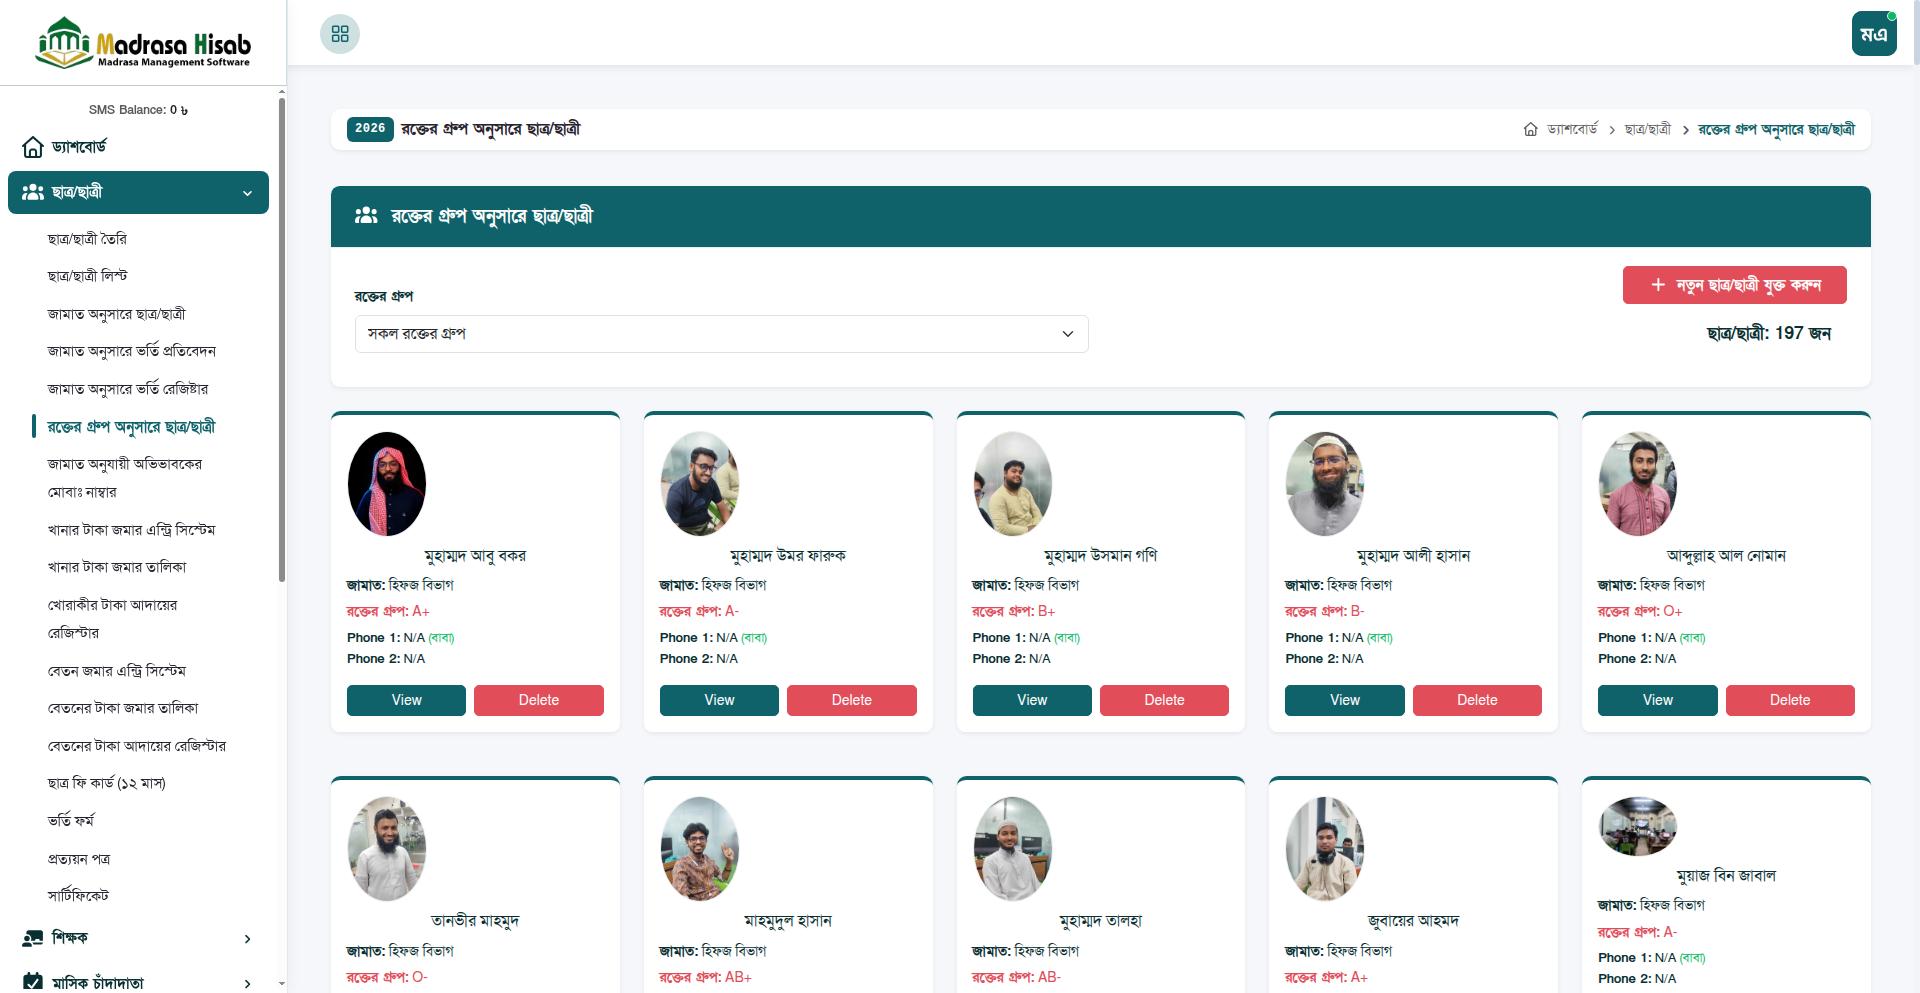 Madrasa Hisab
Madrasa Management Software
SMS Balance: 0 ৳
ড্যাশবোর্ড
ছাত্র/ছাত্রী
ছাত্র/ছাত্রী তৈরি
ছাত্র/ছাত্রী লিস্ট
জামাত অনুসারে ছাত্র/ছাত্রী
জামাত অনুসারে ভর্তি প্রতিবেদন
জামাত অনুসারে ভর্তি রেজিষ্টার
রক্তের গ্রুপ অনুসারে ছাত্র/ছাত্রী
জামাত অনুযায়ী অভিভাবকের
মোবাঃ নাম্বার
খানার টাকা জমার এন্ট্রি সিস্টেম
খানার টাকা জমার তালিকা
খোরাকীর টাকা আদায়ের
রেজিস্টার
বেতন জমার এন্ট্রি সিস্টেম
বেতনের টাকা জমার তালিকা
বেতনের টাকা আদায়ের রেজিস্টার
ছাত্র ফি কার্ড (১২ মাস)
ভর্তি ফর্ম
প্রত্যয়ন পত্র
সার্টিফিকেট
শিক্ষক
মাসিক চাঁদাদাতা
মএ
2026 রক্তের গ্রুপ অনুসারে ছাত্র/ছাত্রী
ড্যাশবোর্ড > ছাত্র/ছাত্রী > রক্তের গ্রুপ অনুসারে ছাত্র/ছাত্রী
রক্তের গ্রুপ অনুসারে ছাত্র/ছাত্রী
+ নতুন ছাত্র/ছাত্রী যুক্ত করুন
রক্তের গ্রুপ
সকল রক্তের গ্রুপ
ছাত্র/ছাত্রী: 197 জন
মুহাম্মদ আবু বকর
জামাত: হিফজ বিভাগ
রক্তের গ্রুপ: A+
Phone 1: N/A (বাবা)
Phone 2: N/A
View Delete
মুহাম্মদ উমর ফারুক
জামাত: হিফজ বিভাগ
রক্তের গ্রুপ: A-
Phone 1: N/A (বাবা)
Phone 2: N/A
View Delete
মুহাম্মদ উসমান গণি
জামাত: হিফজ বিভাগ
রক্তের গ্রুপ: B+
Phone 1: N/A (বাবা)
Phone 2: N/A
View Delete
মুহাম্মদ আলী হাসান
জামাত: হিফজ বিভাগ
রক্তের গ্রুপ: B-
Phone 1: N/A (বাবা)
Phone 2: N/A
View Delete
আব্দুল্লাহ আল নোমান
জামাত: হিফজ বিভাগ
রক্তের গ্রুপ: O+
Phone 1: N/A (বাবা)
Phone 2: N/A
View Delete
তানভীর মাহমুদ
জামাত: হিফজ বিভাগ
রক্তের গ্রুপ: O-
মাহমুদুল হাসান
জামাত: হিফজ বিভাগ
রক্তের গ্রুপ: AB+
মুহাম্মদ তালহা
জামাত: হিফজ বিভাগ
রক্তের গ্রুপ: AB-
জুবায়ের আহমদ
জামাত: হিফজ বিভাগ
রক্তের গ্রুপ: A+
মুয়াজ বিন জাবাল
জামাত: হিফজ বিভাগ
রক্তের গ্রুপ: A-
Phone 1: N/A (বাবা)
Phone 2: N/A